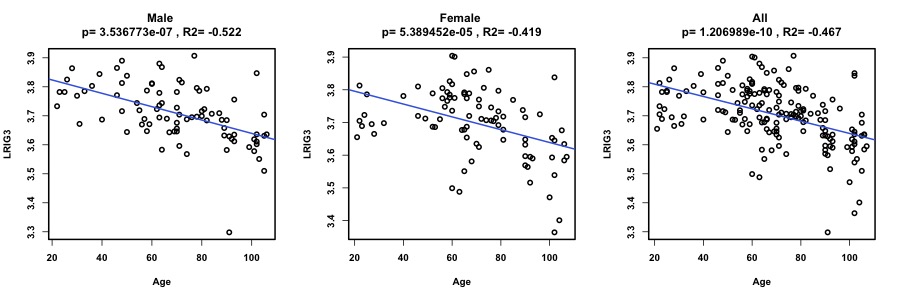 Male
p= 3.536773e-07 , R2= -0.522
LRIG3
3.9
3.8
3.7
3.6
3.5
3.4
3.3
20 40 60 80 100
Age
Female
p= 5.389452e-05 , R2= -0.419
LRIG3
3.9
3.8
3.7
3.6
3.5
3.4
20 40 60 80 100
Age
All
p= 1.206989e-10 , R2= -0.467
LRIG3
3.9
3.8
3.7
3.6
3.5
3.4
3.3
20 40 60 80 100
Age